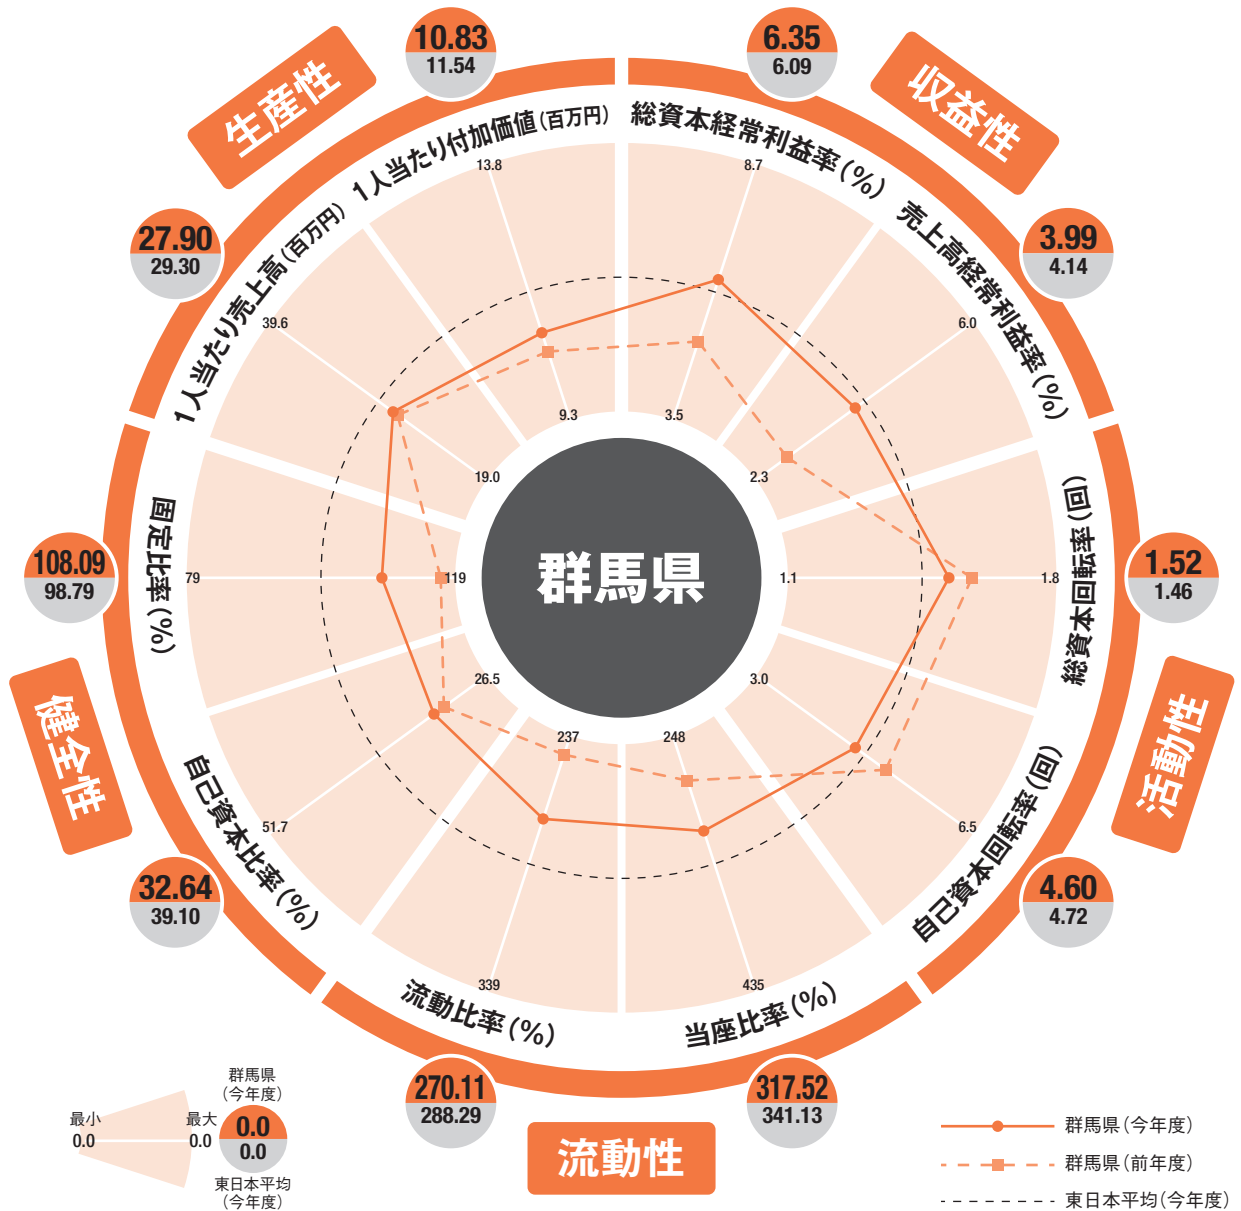 群馬県
収益性
6.35
6.09
総資本経常利益率(%)
8.7
3.5
3.99
4.14
売上高経常利益率(%)
6.0
2.3
活動性
1.52
1.46
総資本回転率(回)
1.8
1.1
4.60
4.72
自己資本回転率(回)
6.5
3.0
流動性
317.52
341.13
当座比率(%)
435
248
270.11
288.29
流動比率(%)
339
237
健全性
32.64
39.10
自己資本比率(%)
51.7
26.5
108.09
98.79
固定比率(%)
79
119
生産性
27.90
29.30
1人当たり売上高(百万円)
39.6
19.0
10.83
11.54
1人当たり付加価値(百万円)
13.8
9.3
群馬県
(今年度)
最小
0.0
最大
0.0
0.0
0.0
東日本平均
(今年度)
群馬県(今年度)
群馬県(前年度)
東日本平均(今年度)